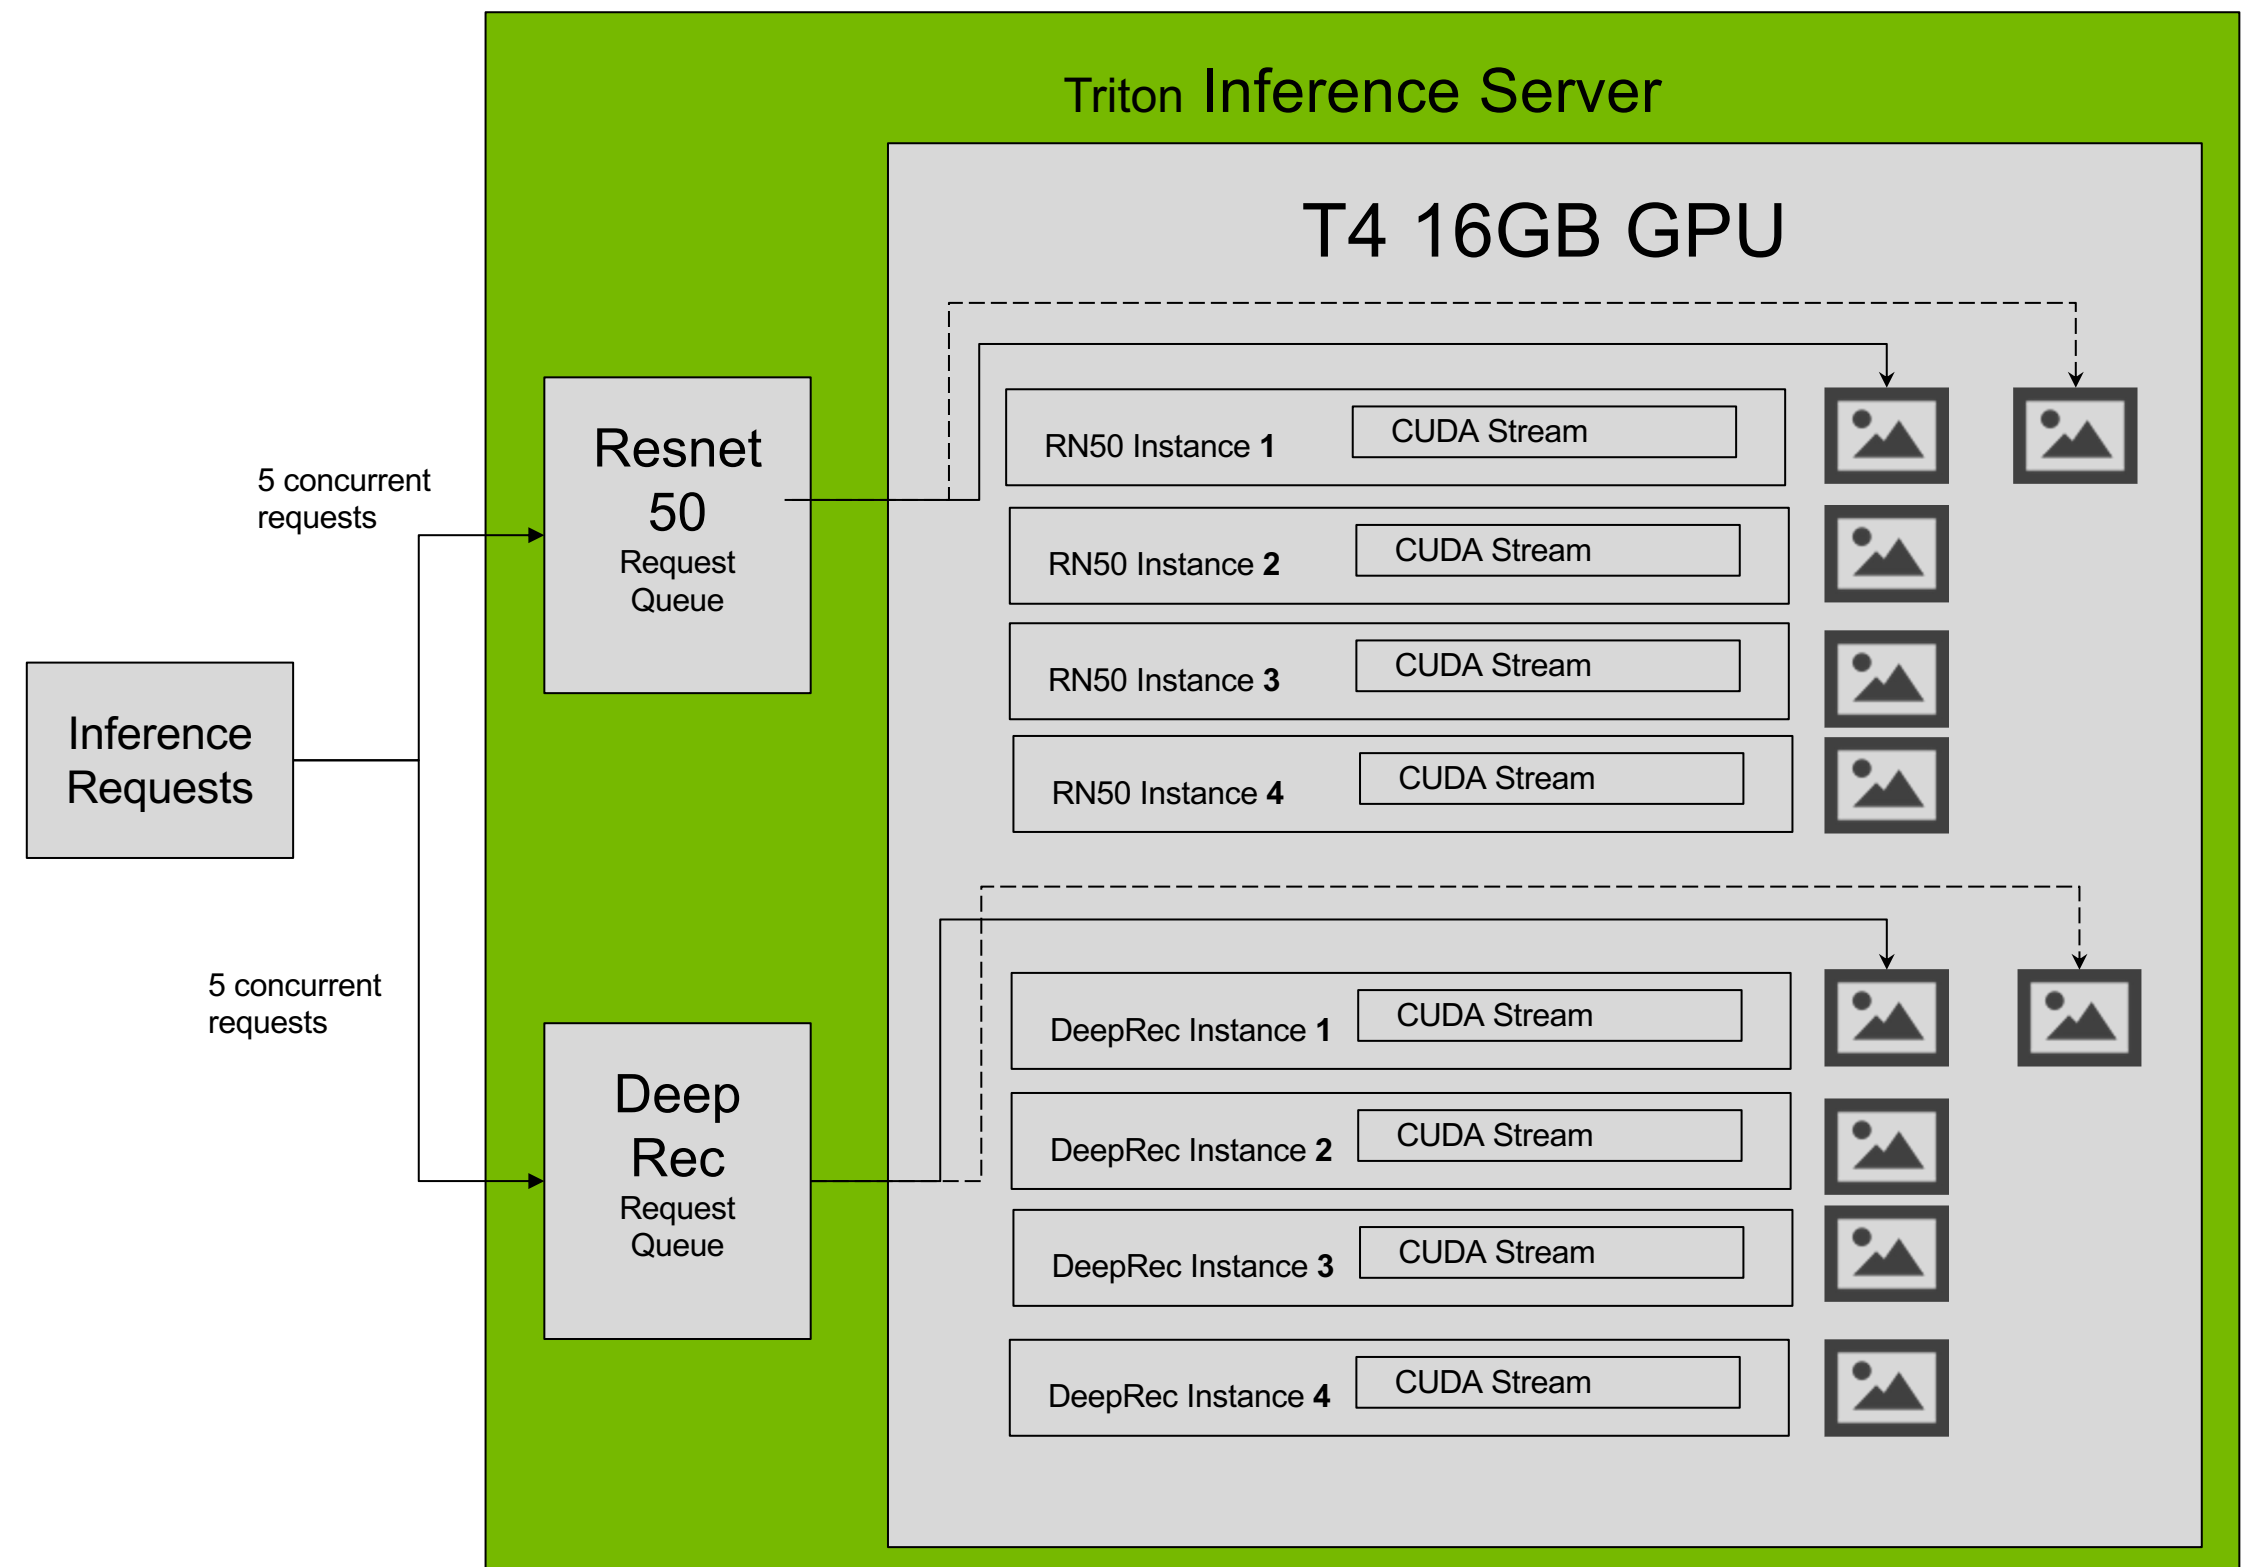 Triton Inference Server
T4 16GB GPU
Resnet
50
Request
Queue
5 concurrent
requests
Inference
Requests
5 concurrent
requests
Deep
Rec
Request
Queue
RN50 Instance 1
CUDA Stream
RN50 Instance 2
CUDA Stream
RN50 Instance 3
CUDA Stream
RN50 Instance 4
CUDA Stream
DeepRec Instance 1
CUDA Stream
DeepRec Instance 2
CUDA Stream
DeepRec Instance 3
CUDA Stream
DeepRec Instance 4
CUDA Stream